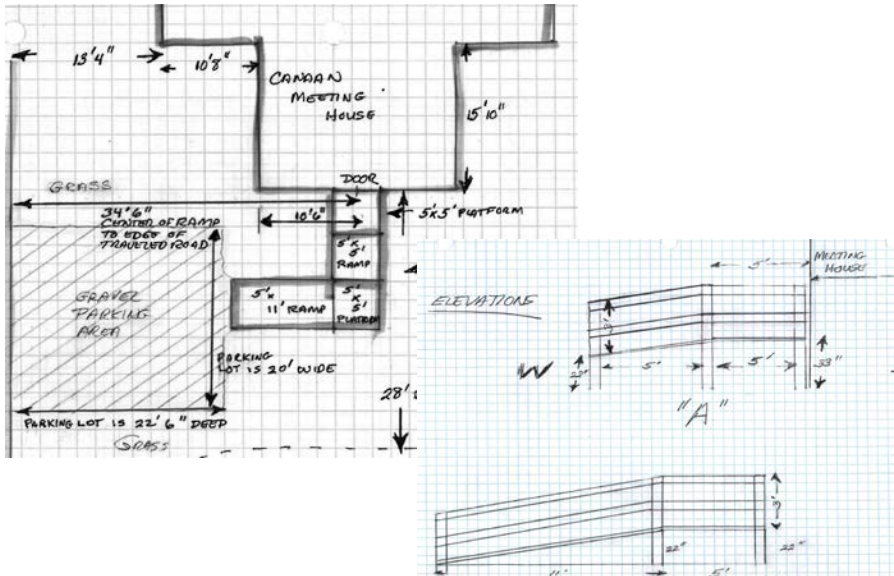 13'4"
10'8"
CANAAN
MEETING
HOUSE
15'10"
GRASS
DOOR
34'6"
CENTER OF RAMP
TO EDGE OF
TRAVELED ROAD
10'6"
5'x5' PLATFORM
5'
x
5'
RAMP
GRAVEL
PARKING
AREA
5'x
11' RAMP
5'
x
5'
PLATFORM
PARKING
LOT IS 20' WIDE
28'
PARKING LOT IS 22'6" DEEP
GRASS
ELEVATIONS
5'
MEETING
HOUSE
3'
W
22"
5'
5'
33"
"A"
3'
22"
22"
11'
5'